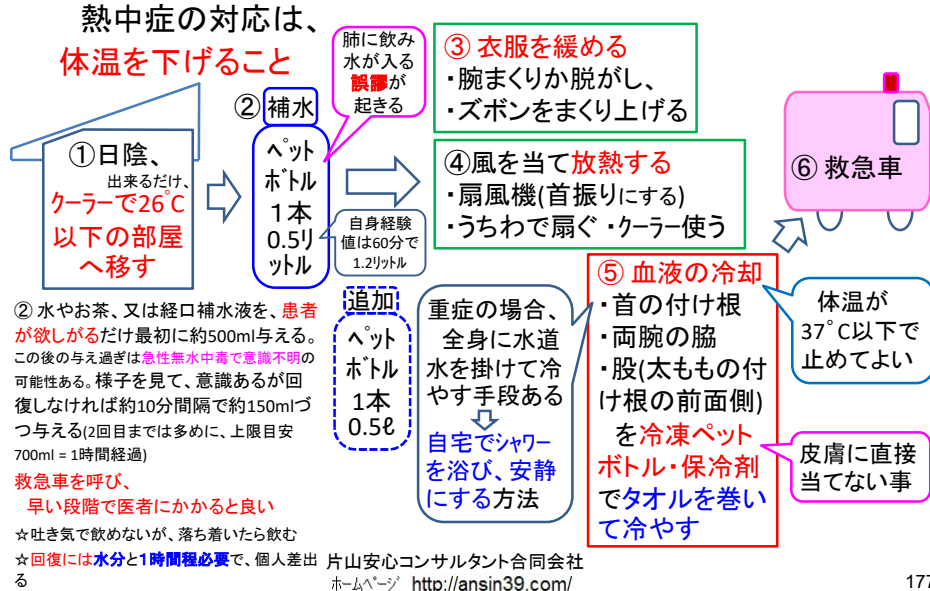 熱中症の対応は、
体温を下げること
①日陰、
出来るだけ、
クーラーで26°C
以下の部屋
へ移す
②補水
ペット
ボトル
1本
0.5リ
ットル
肺に飲み
水が入る
誤謬が
起きる
自身経験
値は60分で
1.2リットル
追加
ペット
ボトル
1本
0.5ℓ
③ 衣服を緩める
・腕まくりか脱がし、
・ズボンをまくり上げる
④風を当て放熱する
・扇風機(首振りにする)
・うちわで扇ぐ ・クーラー使う
⑤ 血液の冷却
・首の付け根
・両腕の脇
・股(太ももの付
け根の前面側)
を冷凍ペット
ボトル・保冷剤
でタオルを巻い
て冷やす
重症の場合、
全身に水道
水を掛けて冷
やす手段ある
自宅でシャワー
を浴び、安静
にする方法
⑥ 救急車
体温が
37°C以下で
止めてよい
皮膚に直接
当てない事
② 水やお茶、又は経口補水液を、患者
が欲しがるだけ最初に約500ml与える。
この後の与え過ぎは急性無水中毒で意識不明の
可能性ある。様子を見て、意識あるが回
復しなければ約10分間隔で約150mlづ
つ与える(2回目までは多めに、上限目安
700ml = 1時間経過)
救急車を呼び、
早い段階で医者にかかると良い
☆吐き気で飲めないが、落ち着いたら飲む
☆回復には水分と1時間程必要で、個人差出
る
片山安心コンサルタント合同会社
ホームページ http://ansin39.com/
177